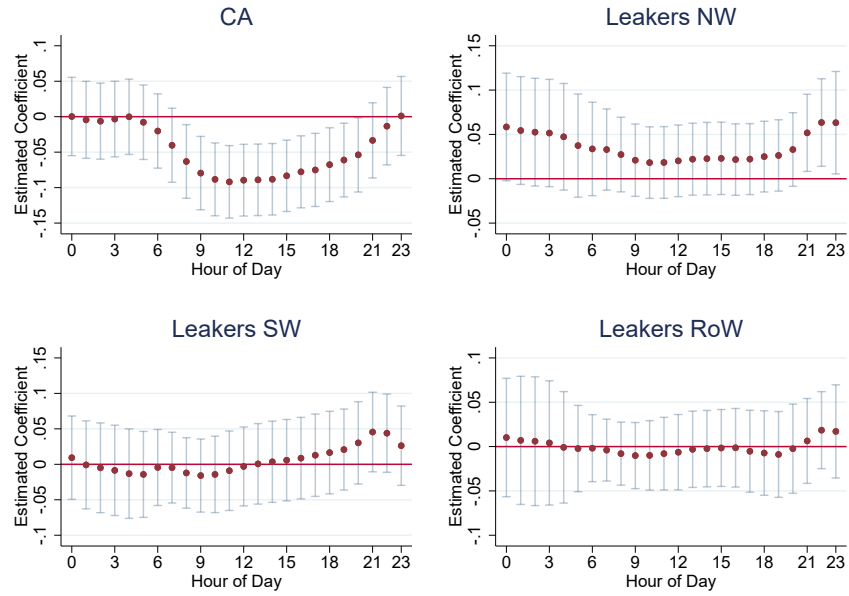 CA
Estimated Coefficient
.1
.05
0
-.05
-.1
-.15
0 3 6 9 12 15 18 21 23
Hour of Day
Leakers NW
Estimated Coefficient
.15
.1
.05
0
-.05
0 3 6 9 12 15 18 21 23
Hour of Day
Leakers SW
Estimated Coefficient
.15
.1
.05
0
-.05
-.1
0 3 6 9 12 15 18 21 23
Hour of Day
Leakers RoW
Estimated Coefficient
.1
.05
0
-.05
-.1
0 3 6 9 12 15 18 21 23
Hour of Day